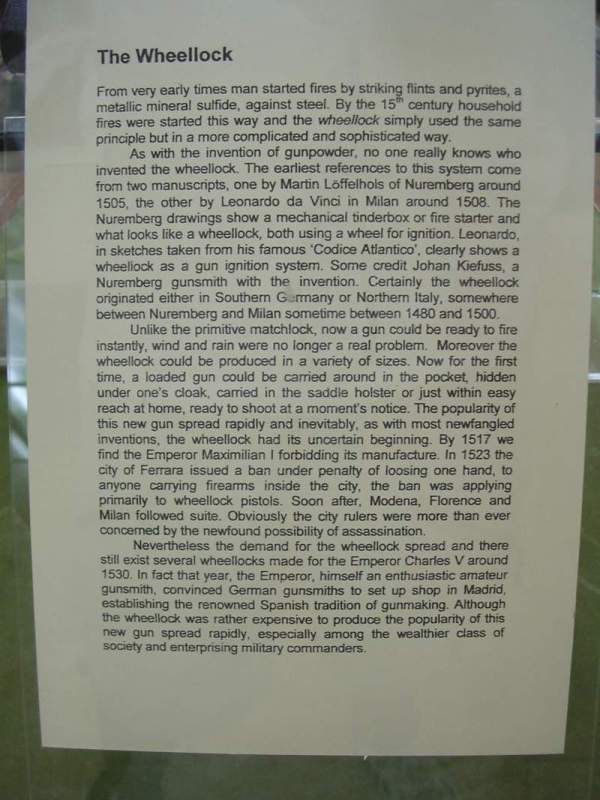 The Wheellock
From very early times man started fires by striking flints and pyrites, a
metallic mineral sulfide, against steel. By the 15th century household
fires were started this way and the wheellock simply used the same
principle but in a more complicated and sophisticated way.
As with the invention of gunpowder, no one really knows who
invented the wheellock. The earliest references to this system come
from two manuscripts, one by Martin Löffelhols of Nuremberg around
1505, the other by Leonardo da Vinci in Milan around 1508. The
Nuremberg drawings show a mechanical tinderbox or fire starter and
what looks like a wheellock, both using a wheel for ignition. Leonardo,
in sketches taken from his famous 'Codice Atlantico', clearly shows a
wheellock as a gun ignition system. Some credit Johan Kiefuss, a
Nuremberg gunsmith with the invention. Certainly the wheellock
originated either in Southern Germany or Northern Italy, somewhere
between Nuremberg and Milan sometime between 1480 and 1500.
Unlike the primitive matchlock, now a gun could be ready to fire
instantly, wind and rain were no longer a real problem. Moreover the
wheellock could be produced in a variety of sizes. Now for the first
time, a loaded gun could be carried around in the pocket, hidden
under one's cloak, carried in the saddle holster or just within easy
reach at home, ready to shoot at a moment's notice. The popularity of
this new gun spread rapidly and inevitably, as with most newfangled
inventions, the wheellock had its uncertain beginning. By 1517 we
find the Emperor Maximilian I forbidding its manufacture. In 1523 the
city of Ferrara issued a ban under penalty of loosing one hand, to
anyone carrying firearms inside the city, the ban was applying
primarily to wheellock pistols. Soon after, Modena, Florence and
Milan followed suite. Obviously the city rulers were more than ever
concerned by the newfound possibility of assassination.
Nevertheless the demand for the wheellock spread and there
still exist several wheellocks made for the Emperor Charles V around
1530. In fact that year, the Emperor, himself an enthusiastic amateur
gunsmith, convinced German gunsmiths to set up shop in Madrid,
establishing the renowned Spanish tradition of gunmaking. Although
the wheellock was rather expensive to produce the popularity of this
new gun spread rapidly, especially among the wealthier class of
society and enterprising military commanders.